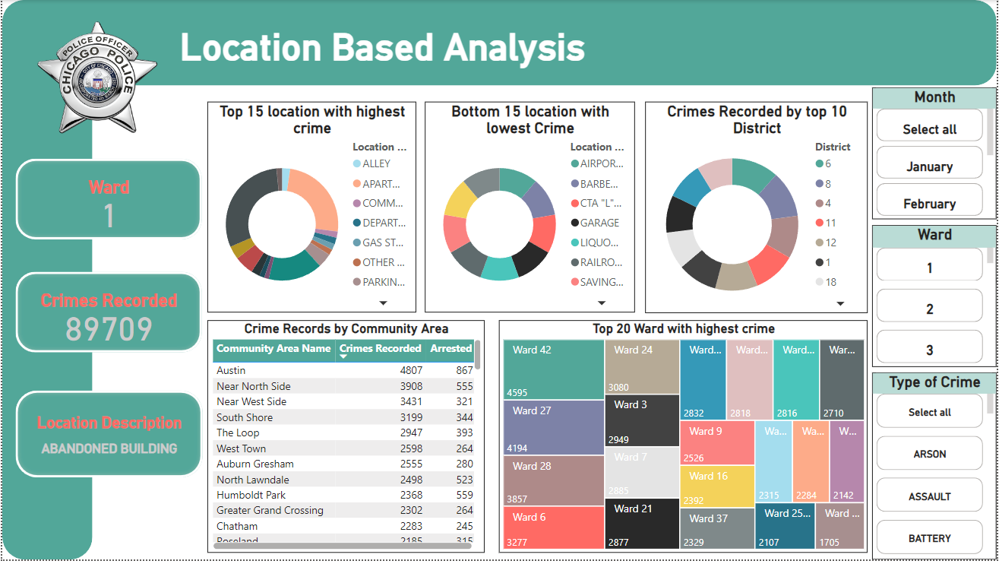 Location Based Analysis
POLICE OFFICER
CHICAGO POLICE
Ward
1
Crimes Recorded
89709
Location Description
ABANDONED BUILDING
Top 15 location with highest
crime
Location ...
ALLEY
APART...
COMM...
DEPART...
GAS ST...
OTHER ...
PARKIN...
Bottom 15 location with
lowest Crime
Location ...
AIRPOR...
BARBE...
CTA "L"...
GARAGE
LIQUO...
RAILRO...
SAVING...
Crimes Recorded by top 10
District
District
6
8
4
11
12
1
18
Crime Records by Community Area
Community Area Name Crimes Recorded Arrested
Austin 4807 867
Near North Side 3908 555
Near West Side 3431 321
South Shore 3199 344
The Loop 2947 393
West Town 2598 264
Auburn Gresham 2555 280
North Lawndale 2498 523
Humboldt Park 2368 559
Greater Grand Crossing 2302 264
Chatham 2283 245
Roseland 2185 315
Top 20 Ward with highest crime
Ward 42
4595
Ward 27
4194
Ward 28
3857
Ward 6
3277
Ward 24
3080
Ward 3
2949
Ward 7
2885
Ward 21
2877
Ward...
2832
Ward...
2818
Ward...
2816
War...
2710
Ward 9
2526
Ward 16
2392
Ward 37
2329
Wa...
2315
Wa...
2284
W...
2142
Ward 25...
2107
Ward ...
1705
Month
Select all
January
February
Ward
1
2
3
Type of Crime
Select all
ARSON
ASSAULT
BATTERY